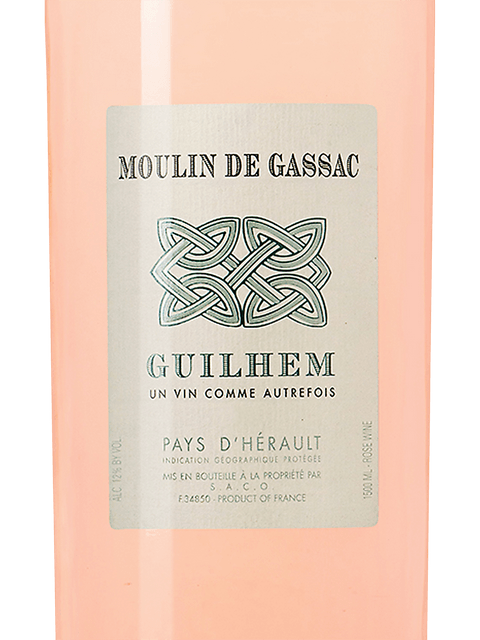 MOULIN DE GASSAC
GUILHEM
UN VIN COMME AUTREFOIS
PAYS D'HÉRAULT
INDICATION GÉOGRAPHIQUE PROTÉGÉE
MIS EN BOUTEILLE À LA PROPRIÉTÉ PAR
S.A.C.O.
F.34850 - PRODUCT OF FRANCE
ALC 12% BY VOL.
1500 ML - ROSE WINE